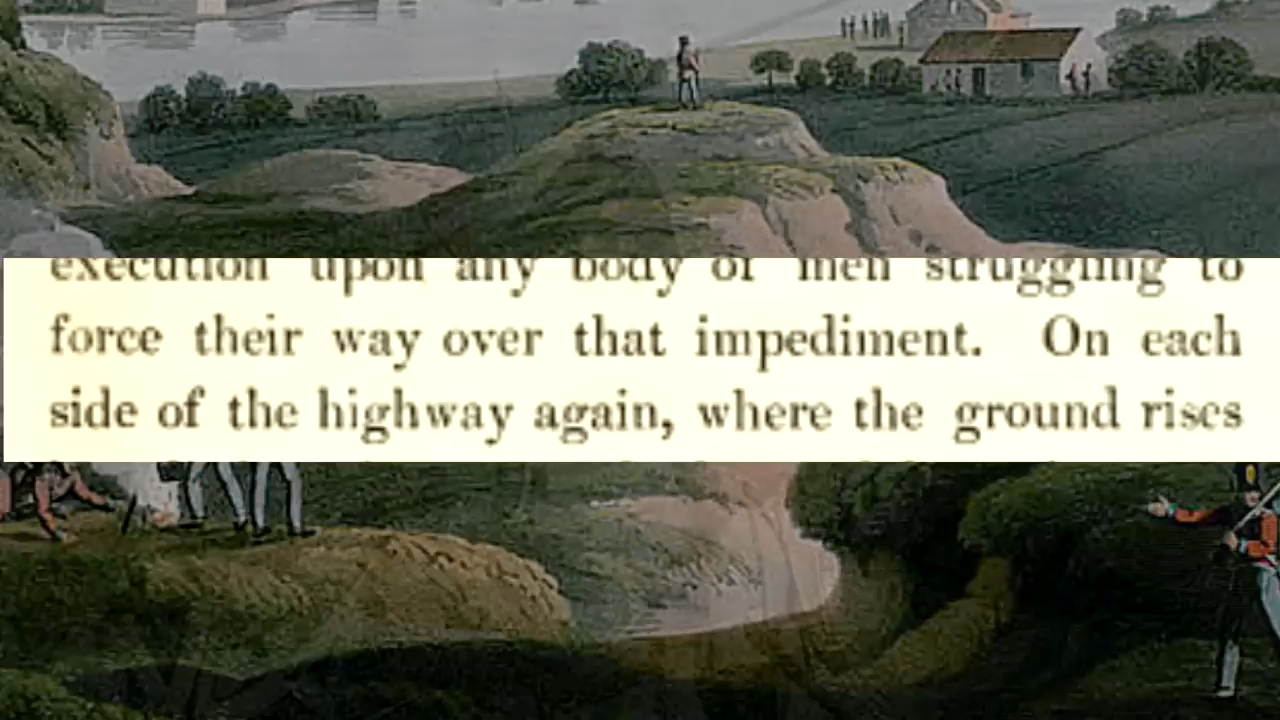 execution upon any body of men struggling to
force their way over that impediment. On each
side of the highway again, where the ground rises